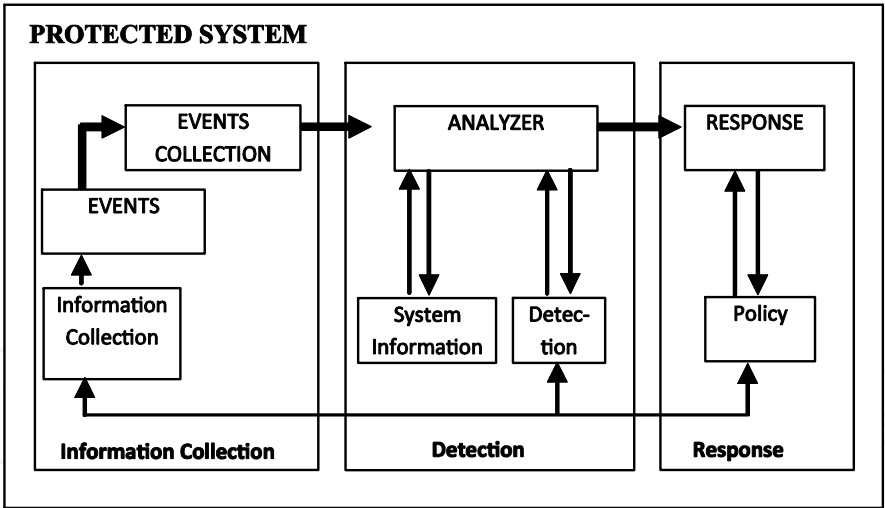 PROTECTED SYSTEM
EVENTS
COLLECTION
EVENTS
Information
Collection
Information Collection
ANALYZER
System
Information
Detec-
tion
Detection
RESPONSE
Policy
Response